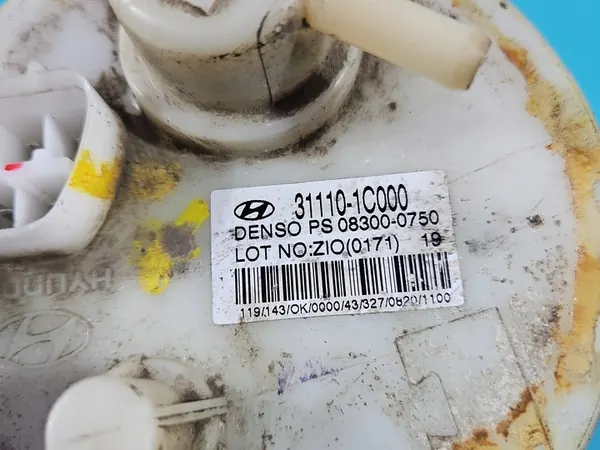 31110-1C000
DENSO PS 08300-0750
LOT NO:ZIO(0171) 19
119/143/OK/0000/43/327/0820/1100
HYUND